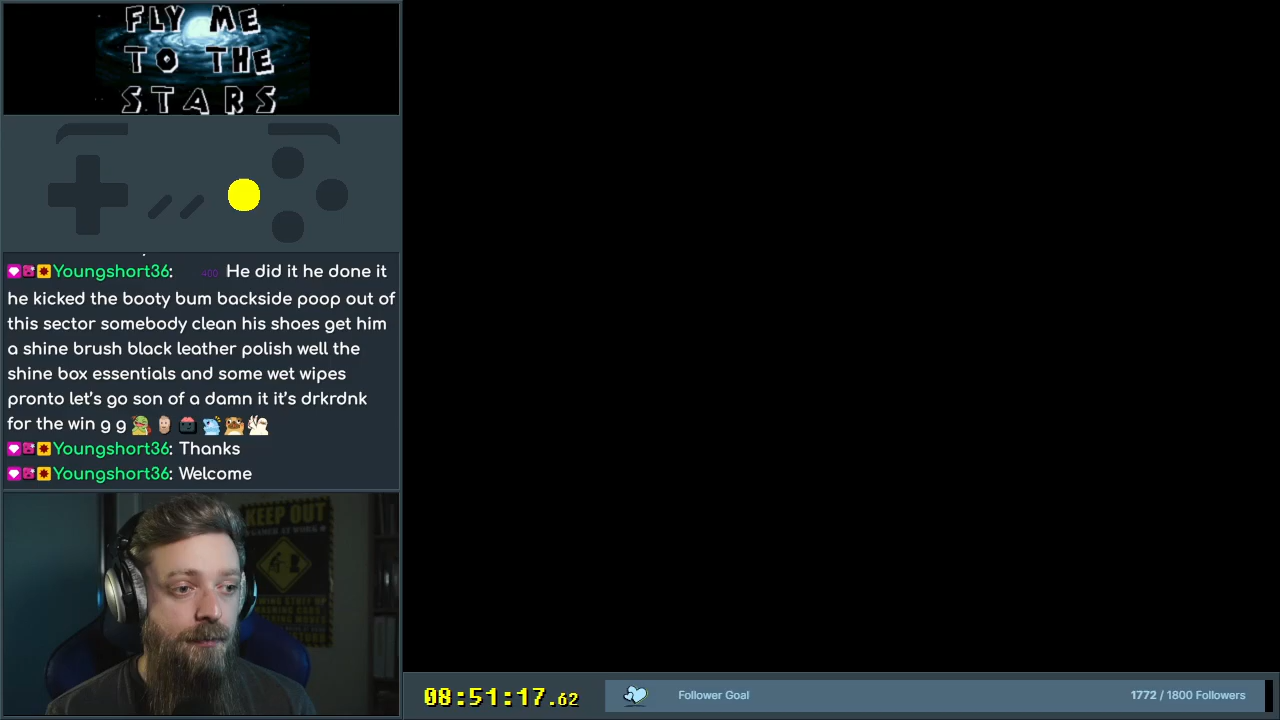 FLY ME
TO THE
STARS
Youngshort36: 400 He did it he done it
he kicked the booty bum backside poop out of
this sector somebody clean his shoes get him
a shine brush black leather polish well the
shine box essentials and some wet wipes
pronto let's go son of a damn it it's drkrdnk
for the win g g
Youngshort36: Thanks
Youngshort36: Welcome
KEEP OUT
08:51:17.62
Follower Goal
1772 / 1800 Followers